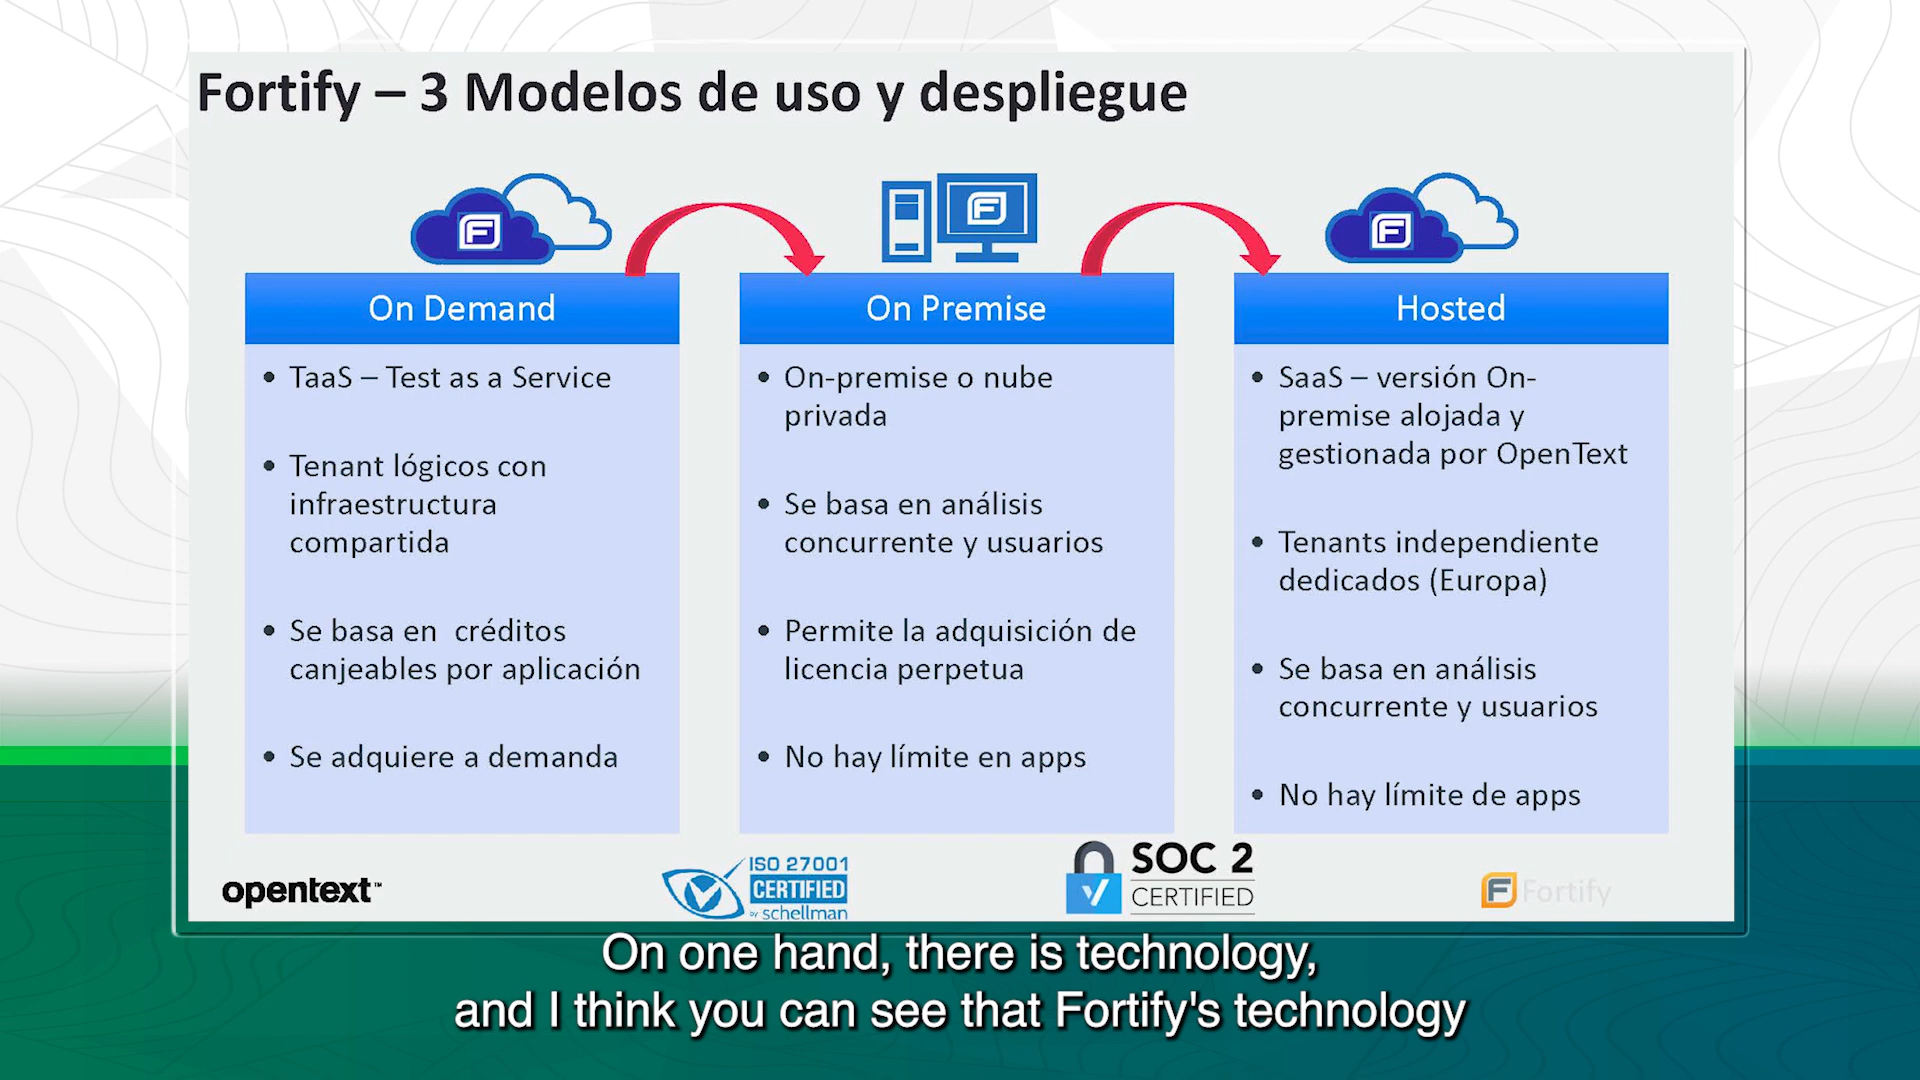 Fortify – 3 Modelos de uso y despliegue
On Demand
• TaaS – Test as a Service
• Tenant lógicos con
infraestructura
compartida
• Se basa en créditos
canjeables por aplicación
• Se adquiere a demanda
On Premise
• On-premise o nube
privada
• Se basa en análisis
concurrente y usuarios
• Permite la adquisición de
licencia perpetua
• No hay límite en apps
Hosted
• SaaS – versión On-
premise alojada y
gestionada por OpenText
• Tenants independiente
dedicados (Europa)
• Se basa en análisis
concurrente y usuarios
• No hay límite de apps
opentext™
ISO 27001
CERTIFIED
by schellman
SOC 2
CERTIFIED
Fortify
On one hand, there is technology,
and I think you can see that Fortify's technology